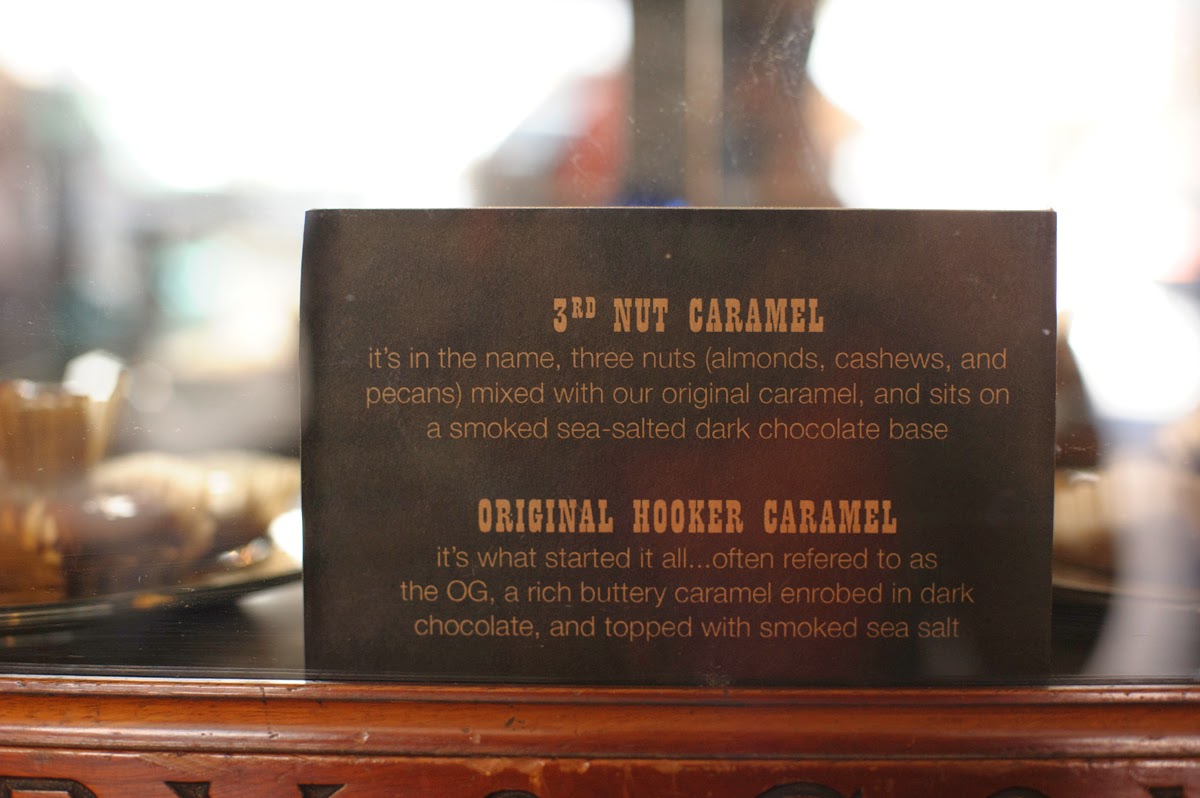 3RD NUT CARAMEL
it's in the name, three nuts (almonds, cashews, and
pecans) mixed with our original caramel, and sits on
a smoked sea-salted dark chocolate base
ORIGINAL HOOKER CARAMEL
it's what started it all...often refered to as
the OG, a rich buttery caramel enrobed in dark
chocolate, and topped with smoked sea salt